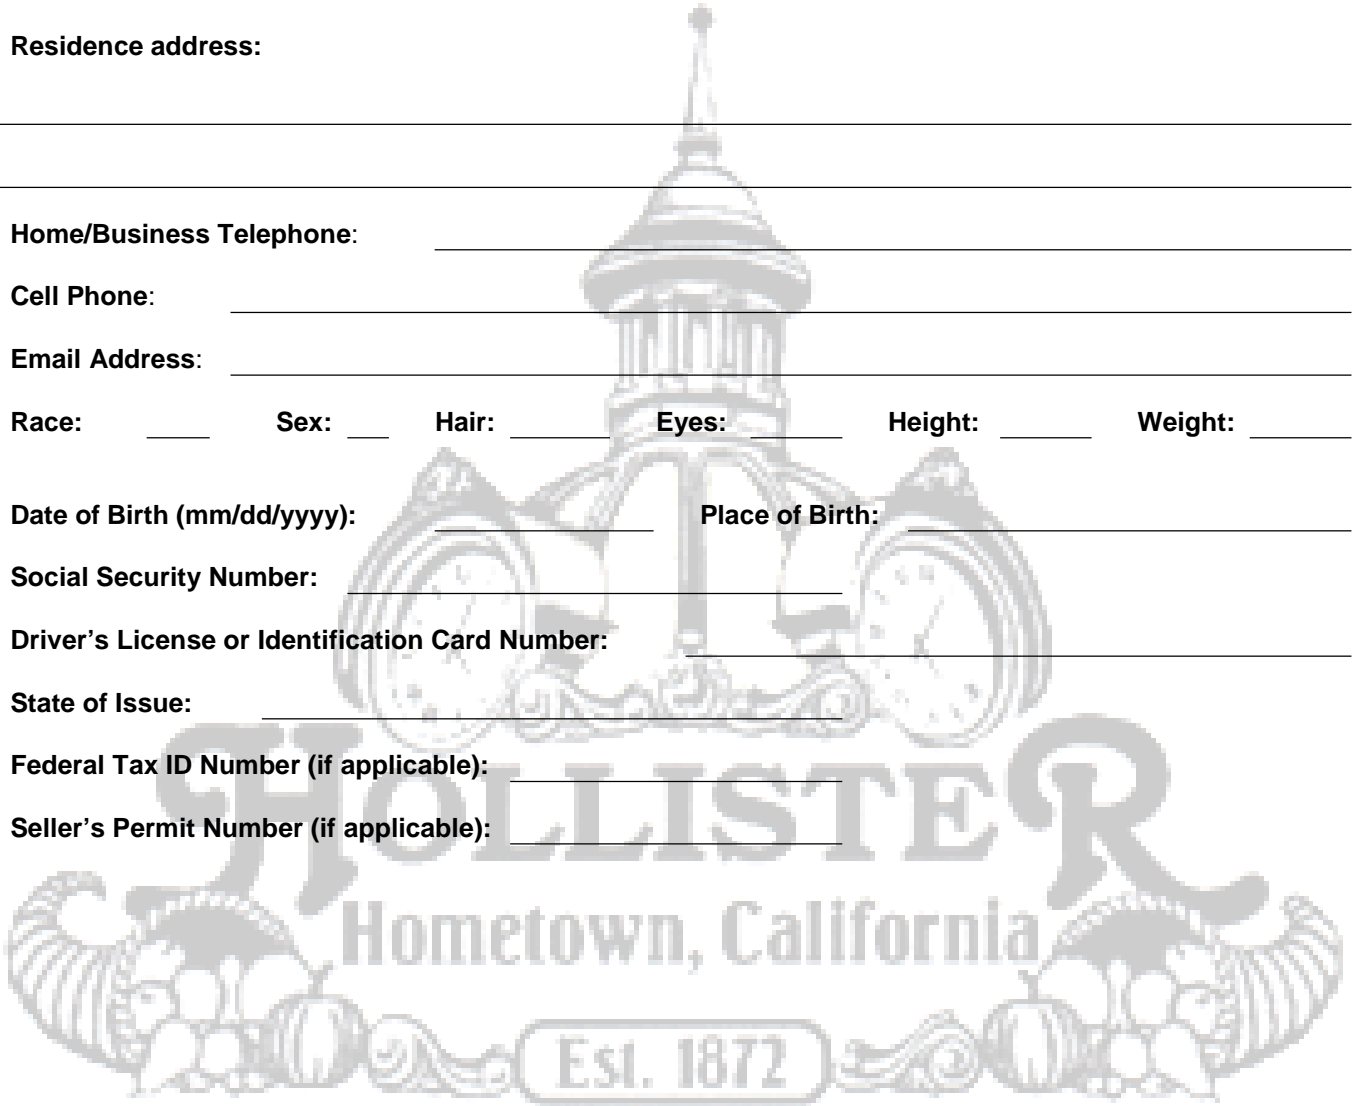 Residence address:
Home/Business Telephone:
Cell Phone:
Email Address:
Race: Sex: Hair: Eyes: Height: Weight:
Date of Birth (mm/dd/yyyy): Place of Birth:
Social Security Number:
Driver’s License or Identification Card Number:
State of Issue:
Federal Tax ID Number (if applicable):
Seller’s Permit Number (if applicable):
HOLLISTER
Hometown, California
Est. 1872